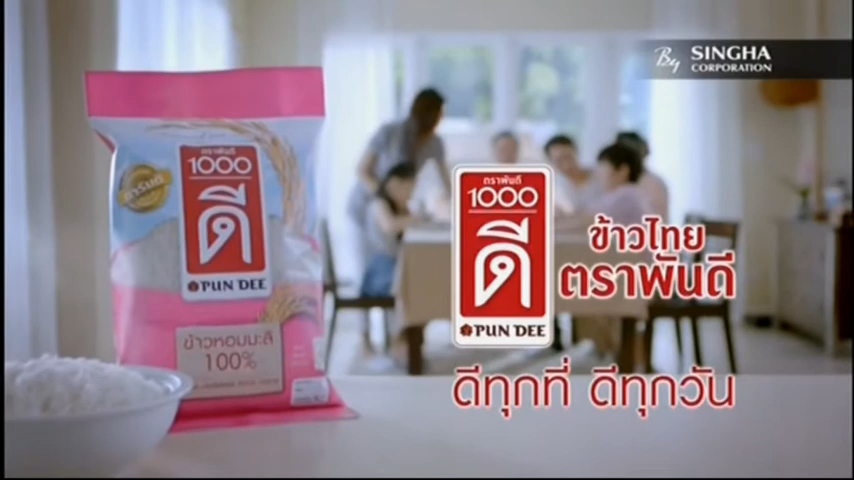 By SINGHA
CORPORATION
ตราพันดี
1000
ดี
PUN DEE
ข้าวหอมมะลิ
100%
ตราพันดี
1000
ดี
PUN DEE
ข้าวไทย
ตราพันดี
ดีทุกที่ ดีทุกวัน